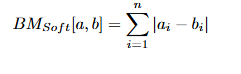 BM_{Soft}[a, b] = \sum_{i=1}^{n} |a_i − b_i|